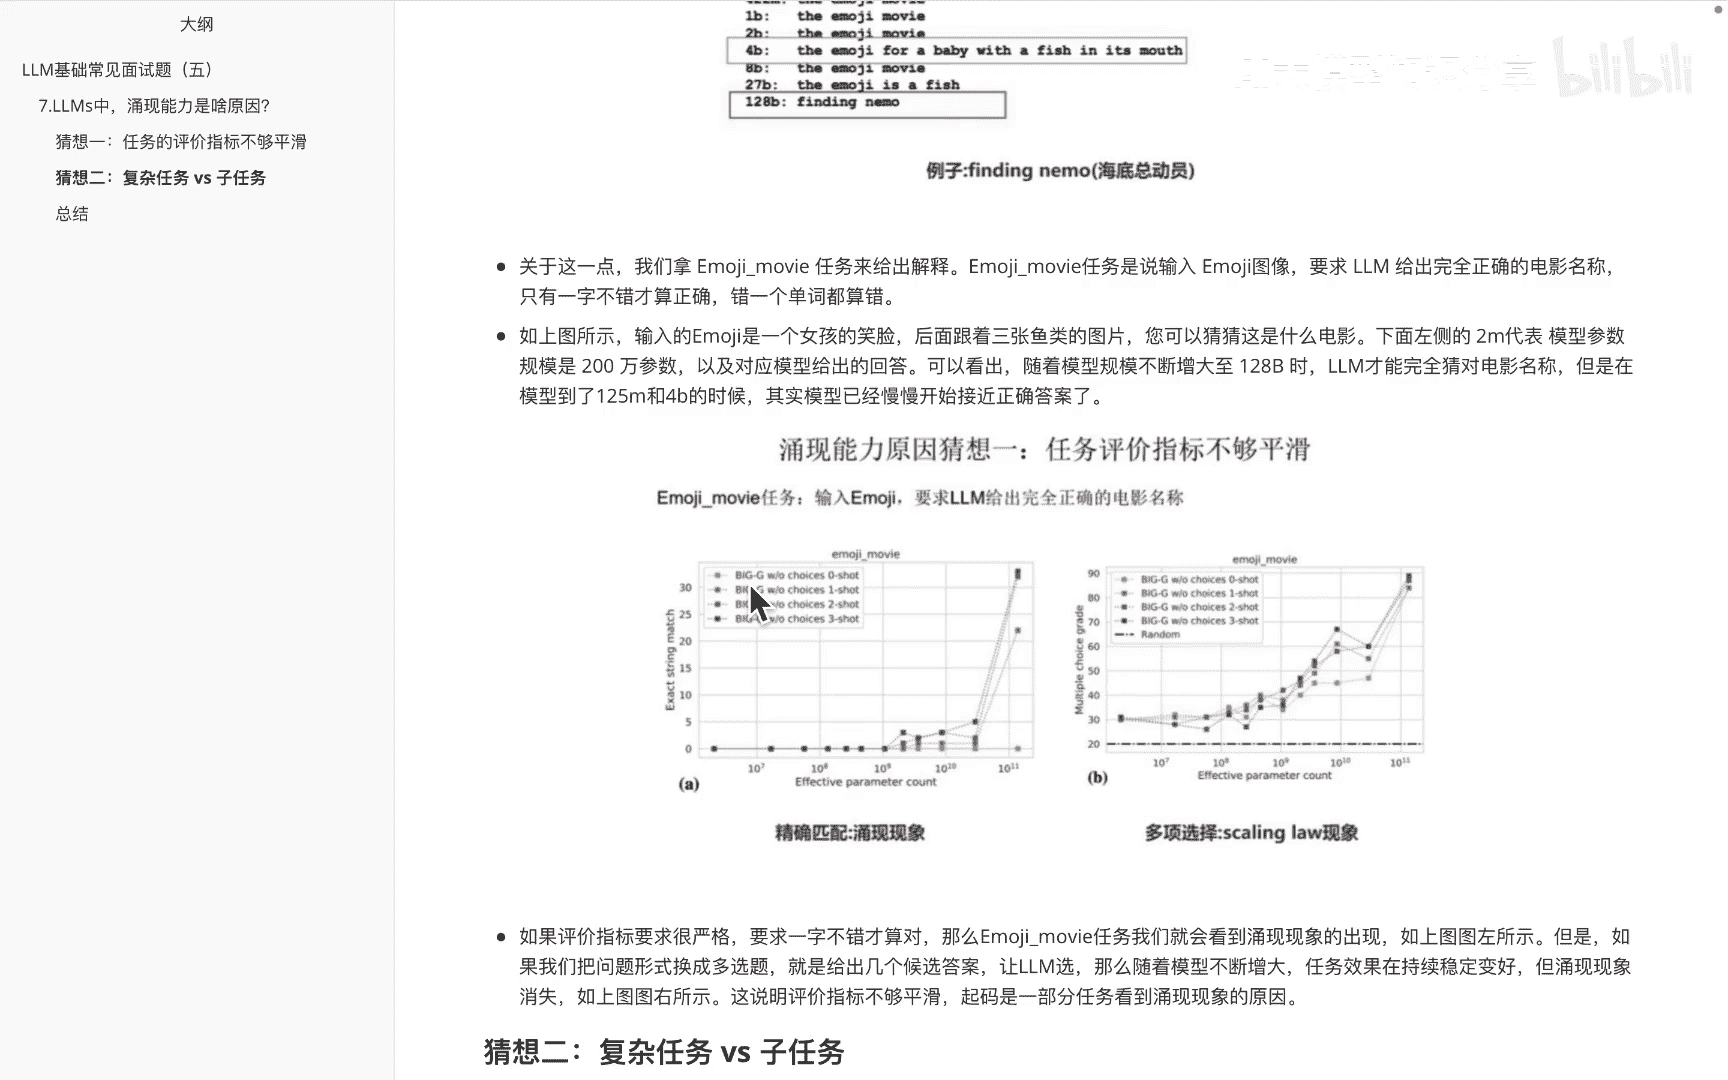 大纲
LLM基础常见面试题（五）
7.LLMs中，涌现能力是啥原因？
猜想一：任务的评价指标不够平滑
猜想二：复杂任务 vs 子任务
总结
1b: the emoji movie
2b: the emoji movie
4b: the emoji for a baby with a fish in its mouth
8b: the emoji movie
27b: the emoji is a fish
128b: finding nemo
bilibili
例子:finding nemo(海底总动员)
关于这一点，我们拿 Emoji_movie 任务来给出解释。Emoji_movie任务是说输入 Emoji图像，要求 LLM 给出完全正确的电影名称，
只有一字不错才算正确，错一个单词都算错。
如上图所示，输入的Emoji是一个女孩的笑脸，后面跟着三张鱼类的图片，您可以猜猜这是什么电影。下面左侧的 2m代表 模型参数
规模是 200 万参数，以及对应模型给出的回答。可以看出，随着模型规模不断增大至 128B 时，LLM才能完全猜对电影名称，但是在
模型到了125m和4b的时候，其实模型已经慢慢开始接近正确答案了。
涌现能力原因猜想一：任务评价指标不够平滑
Emoji_movie任务：输入Emoji，要求LLM给出完全正确的电影名称
emoji_movie
BIG-G w/o choices 0-shot
BIG-G w/o choices 1-shot
BIG-G w/o choices 2-shot
BIG-G w/o choices 3-shot
Exact string match
30
25
20
15
10
5
0
10⁷ 10⁸ 10⁹ 10¹⁰ 10¹¹
Effective parameter count
(a)
精确匹配:涌现现象
emoji_movie
BIG-G w/o choices 0-shot
BIG-G w/o choices 1-shot
BIG-G w/o choices 2-shot
BIG-G w/o choices 3-shot
Random
Multiple choice grade
90
80
70
60
50
40
30
20
10⁷ 10⁸ 10⁹ 10¹⁰ 10¹¹
Effective parameter count
(b)
多项选择:scaling law现象
如果评价指标要求很严格，要求一字不错才算对，那么Emoji_movie任务我们就会看到涌现现象的出现，如上图图左所示。但是，如
果我们把问题形式换成多选题，就是给出几个候选答案，让LLM选，那么随着模型不断增大，任务效果在持续稳定变好，但涌现现象
消失，如上图图右所示。这说明评价指标不够平滑，起码是一部分任务看到涌现现象的原因。
猜想二：复杂任务 vs 子任务